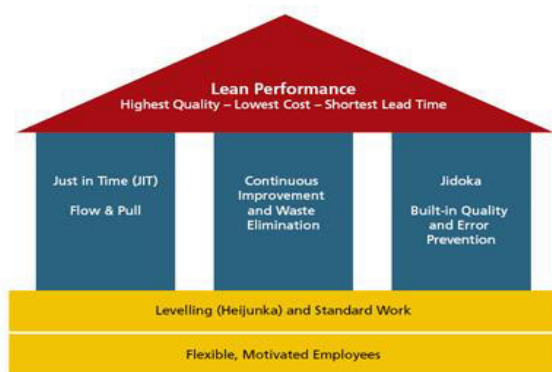 Lean Performance
Highest Quality – Lowest Cost – Shortest Lead Time
Just in Time (JIT)
Flow & Pull
Continuous
Improvement
and Waste
Elimination
Jidoka
Built-in Quality
and Error
Prevention
Levelling (Heijunka) and Standard Work
Flexible, Motivated Employees